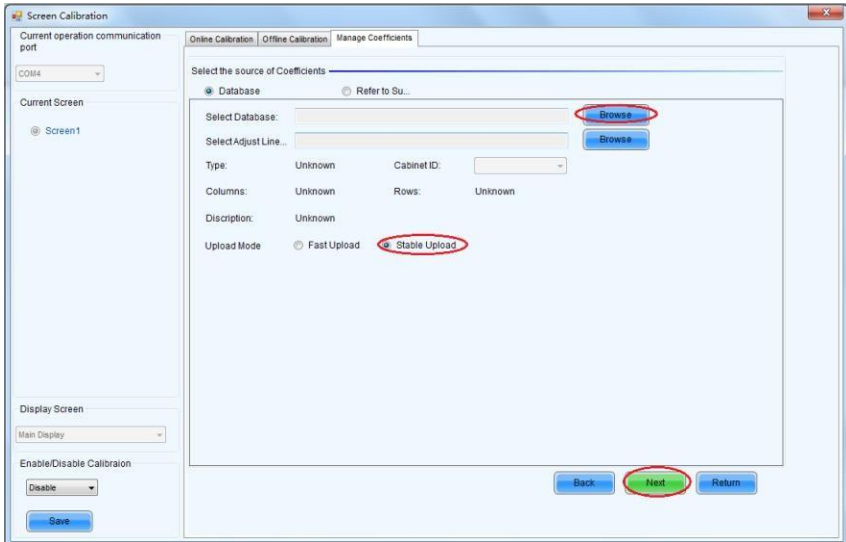 Screen Calibration
Current operation communication
port
COM4
Current Screen
Screen1
Display Screen
Main Display
Enable/Disable Calibraion
Disable
Save
Online Calibration
Offline Calibration
Manage Coefficients
Select the source of Coefficients
Database
Refer to Su...
Select Database:
Browse
Select Adjust Line...
Browse
Type:
Unknown
Cabinet ID:
Columns:
Unknown
Rows:
Unknown
Discription:
Unknown
Upload Mode
Fast Upload
Stable Upload
Back
Next
Return